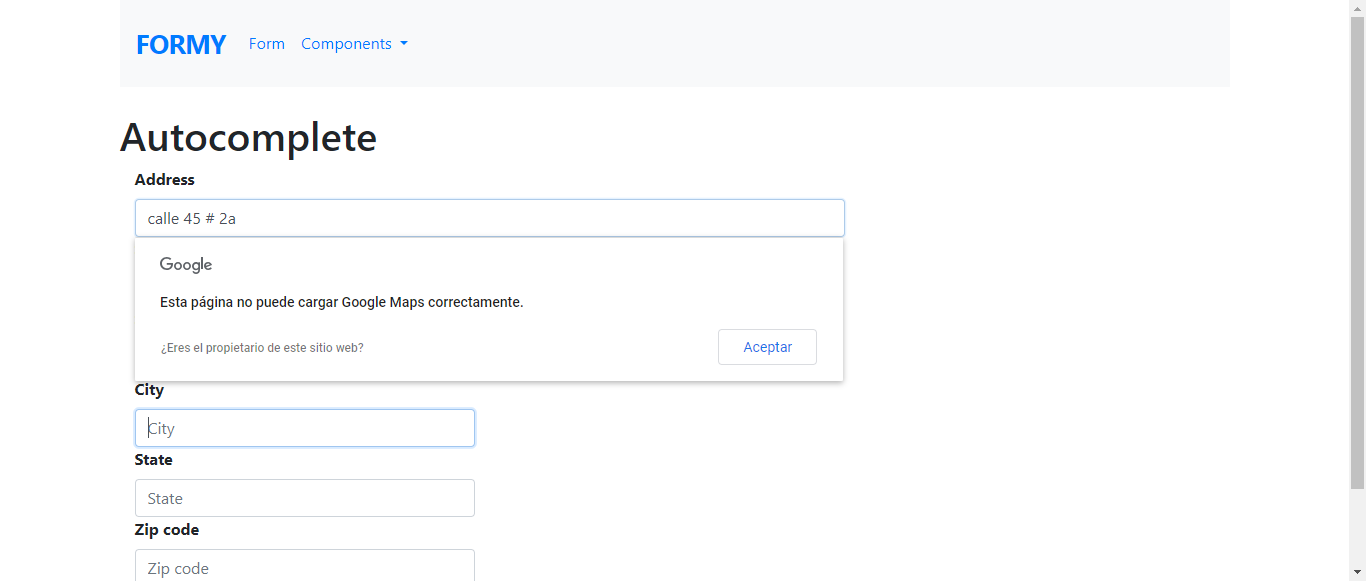 FORMY Form Components
Autocomplete
Address
calle 45 # 2a
Google
Esta página no puede cargar Google Maps correctamente.
¿Eres el propietario de este sitio web? Aceptar
City
City
State
State
Zip code
Zip code